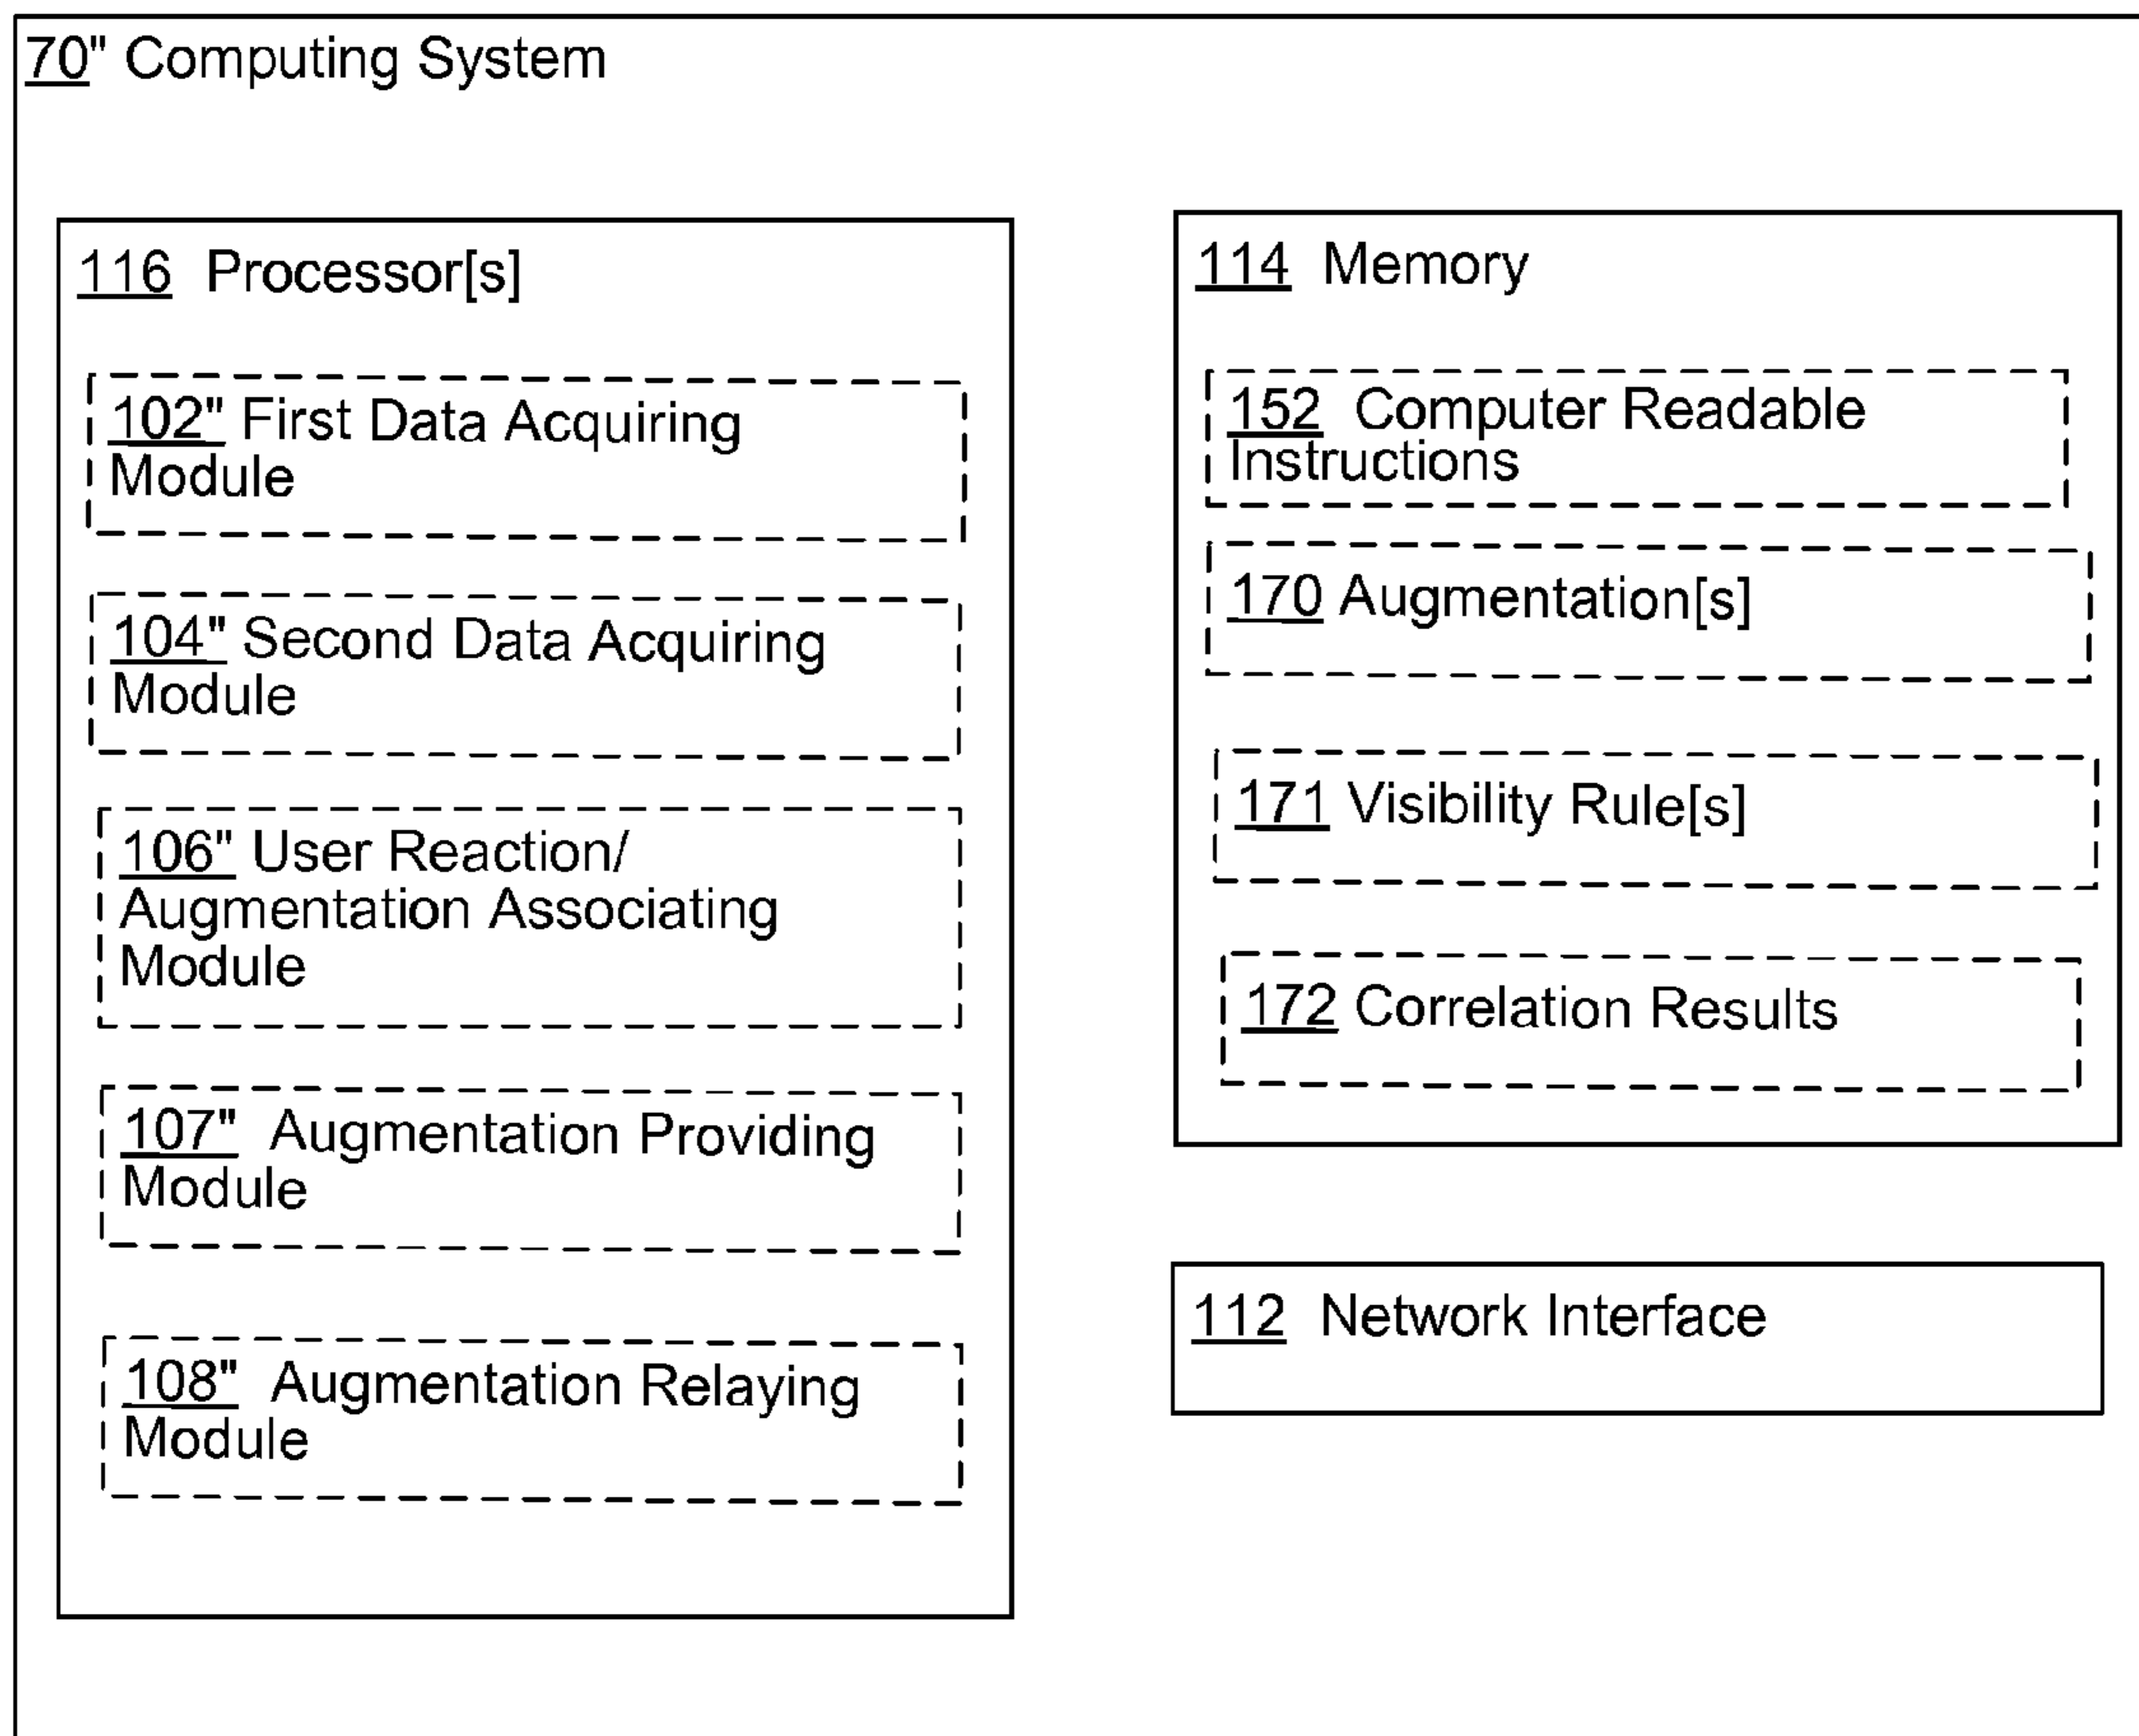 70" Computing System
116 Processor[s]
102" First Data Acquiring
Module
104" Second Data Acquiring
Module
106" User Reaction/
Augmentation Associating
Module
107" Augmentation Providing
Module
108" Augmentation Relaying
Module
114 Memory
152 Computer Readable
Instructions
170 Augmentation[s]
171 Visibility Rule[s]
172 Correlation Results
112 Network Interface